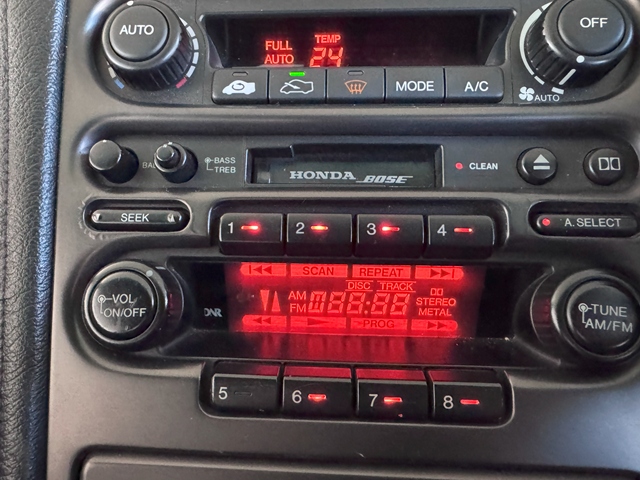 AUTO
OFF
FULL AUTO
TEMP 24
MODE
A/C
AUTO
BAL
BASS
TREB
HONDA BOSE
CLEAN
SEEK
1
2
3
4
A.SELECT
SCAN
REPEAT
DISC TRACK
AM
FM
STEREO
METAL
PROG
VOL
ON/OFF
DNR
TUNE
AM/FM
5
6
7
8